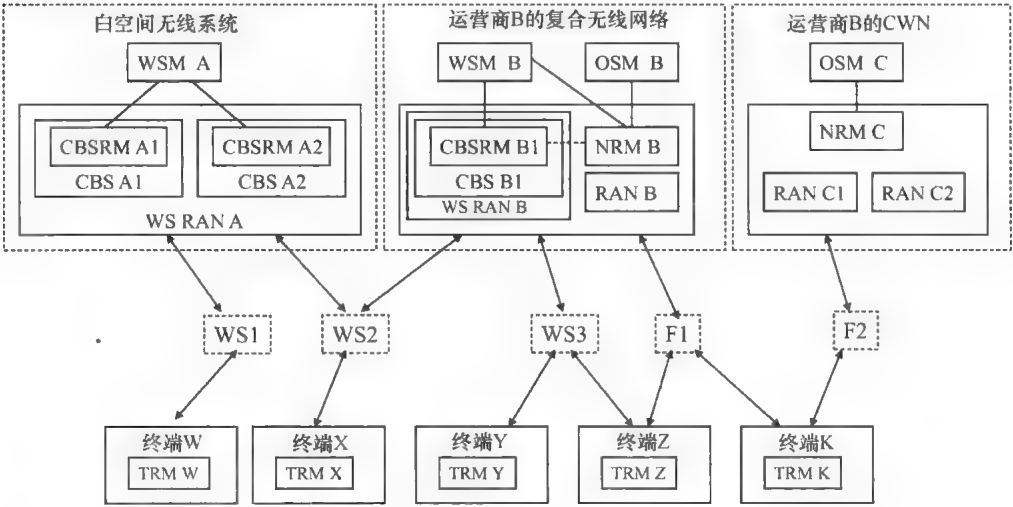 白空间无线系统
WSM A
CBSRM A1
CBS A1
CBSRM A2
CBS A2
WS RAN A
运营商B的复合无线网络
WSM B
OSM B
CBSRM B1
CBS B1
WS RAN B
NRM B
RAN B
运营商B的CWN
OSM C
NRM C
RAN C1
RAN C2
WS1
WS2
WS3
F1
F2
终端W
TRM W
终端X
TRM X
终端Y
TRM Y
终端Z
TRM Z
终端K
TRM K